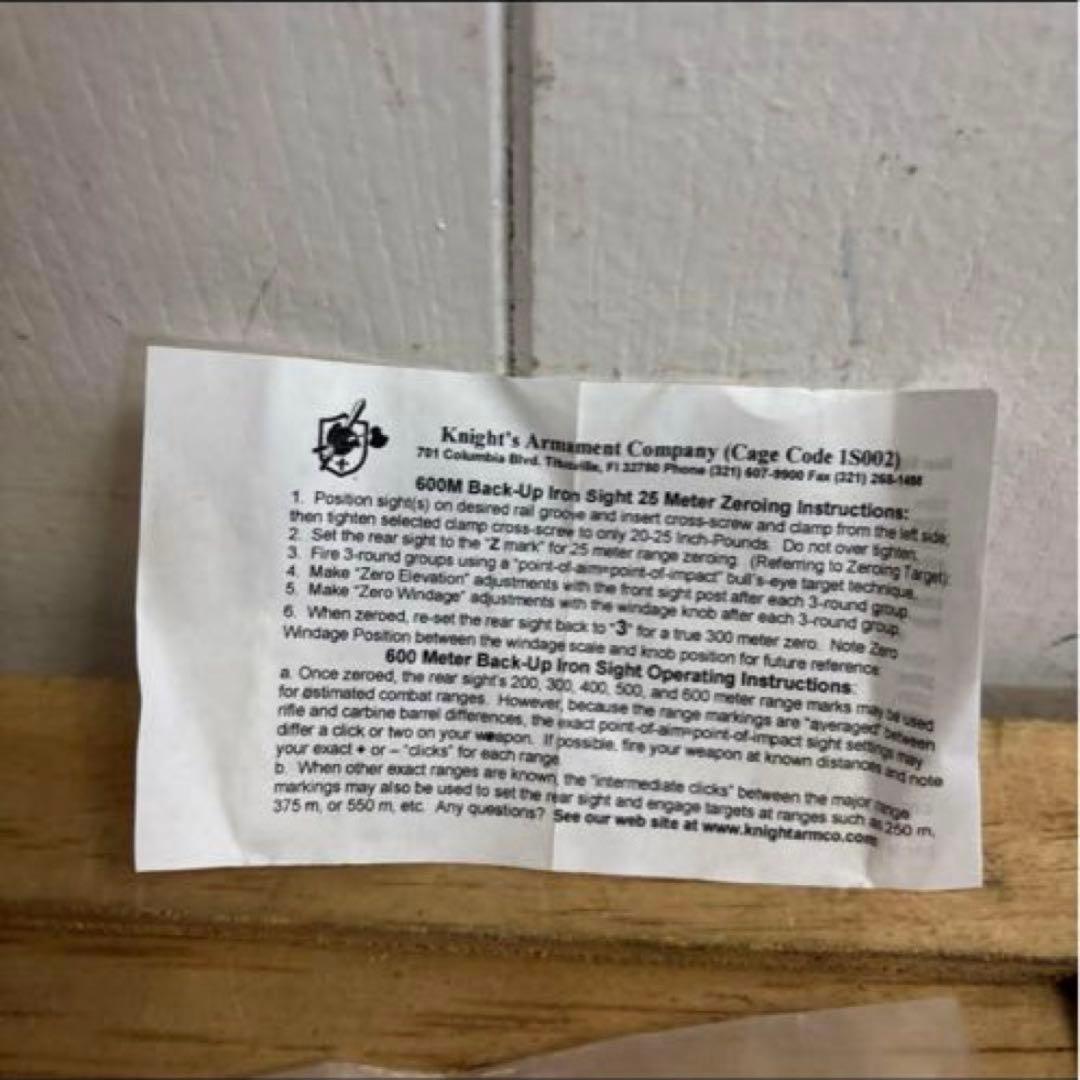 Knight's Armament Company (Cage Code 1S002)
701 Columbia Blvd. Titusville, Fl 32780 Phone (321) 607-9900 Fax (321) 268-1498
600M Back-Up Iron Sight 25 Meter Zeroing Instructions:
1. Position sight(s) on desired rail groove and insert cross-screw and clamp from the left side,
then tighten selected clamp cross-screw to only 20-25 Inch-Pounds. Do not over tighten.
2. Set the rear sight to the "Z mark" for 25 meter range zeroing. (Referring to Zeroing Target):
3. Fire 3-round groups using a "point-of-aim=point-of-impact" bull's-eye target technique.
4. Make "Zero Elevation" adjustments with the front sight post after each 3-round group.
5. Make "Zero Windage" adjustments with the windage knob after each 3-round group.
6. When zeroed, re-set the rear sight back to "3" for a true 300 meter zero. Note Zero
Windage Position between the windage scale and knob position for future reference.
600 Meter Back-Up Iron Sight Operating Instructions:
a. Once zeroed, the rear sight's 200, 300, 400, 500, and 600 meter range marks may be used
for estimated combat ranges. However, because the range markings are "averaged" between
rifle and carbine barrel differences, the exact point-of-aim=point-of-impact sight settings may
differ a click or two on your weapon. If possible, fire your weapon at known distances and note
your exact + or – "clicks" for each range.
b. When other exact ranges are known, the "intermediate clicks" between the major range
markings may also be used to set the rear sight and engage targets at ranges such as 250 m,
375 m, or 550 m, etc. Any questions? See our web site at www.knightarmco.com